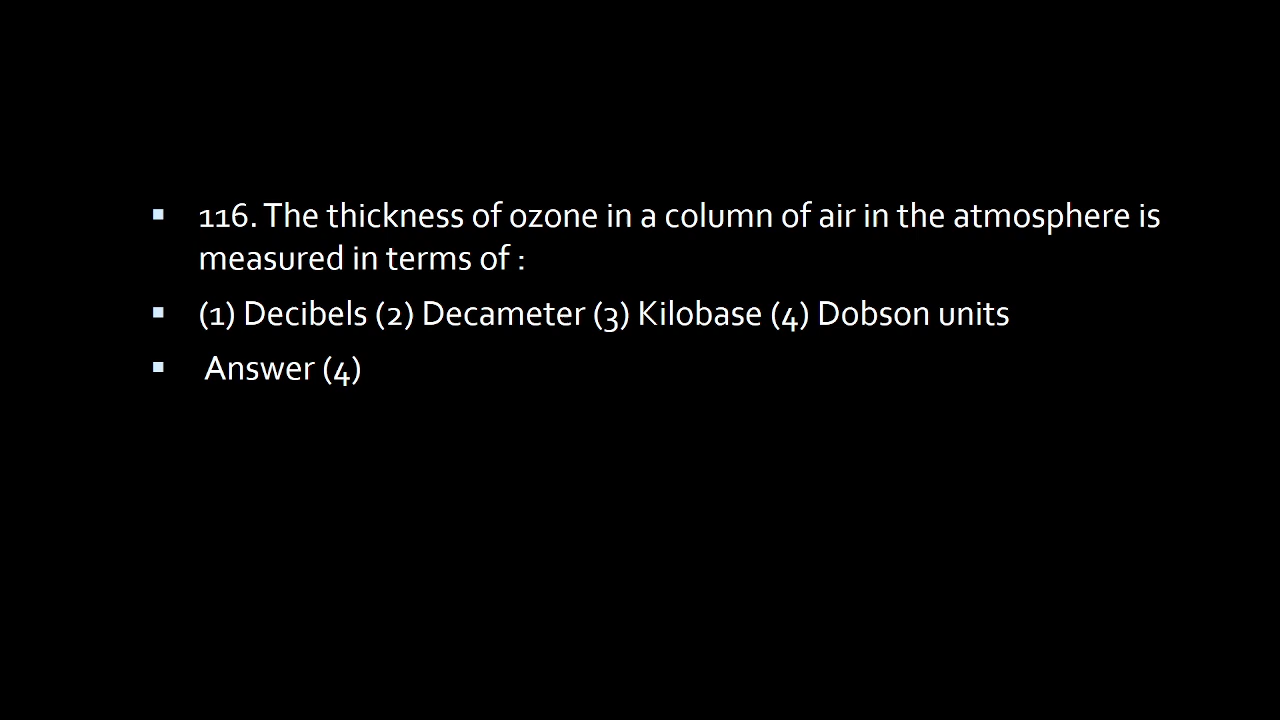 116. The thickness of ozone in a column of air in the atmosphere is
measured in terms of :
(1) Decibels (2) Decameter (3) Kilobase (4) Dobson units
Answer (4)